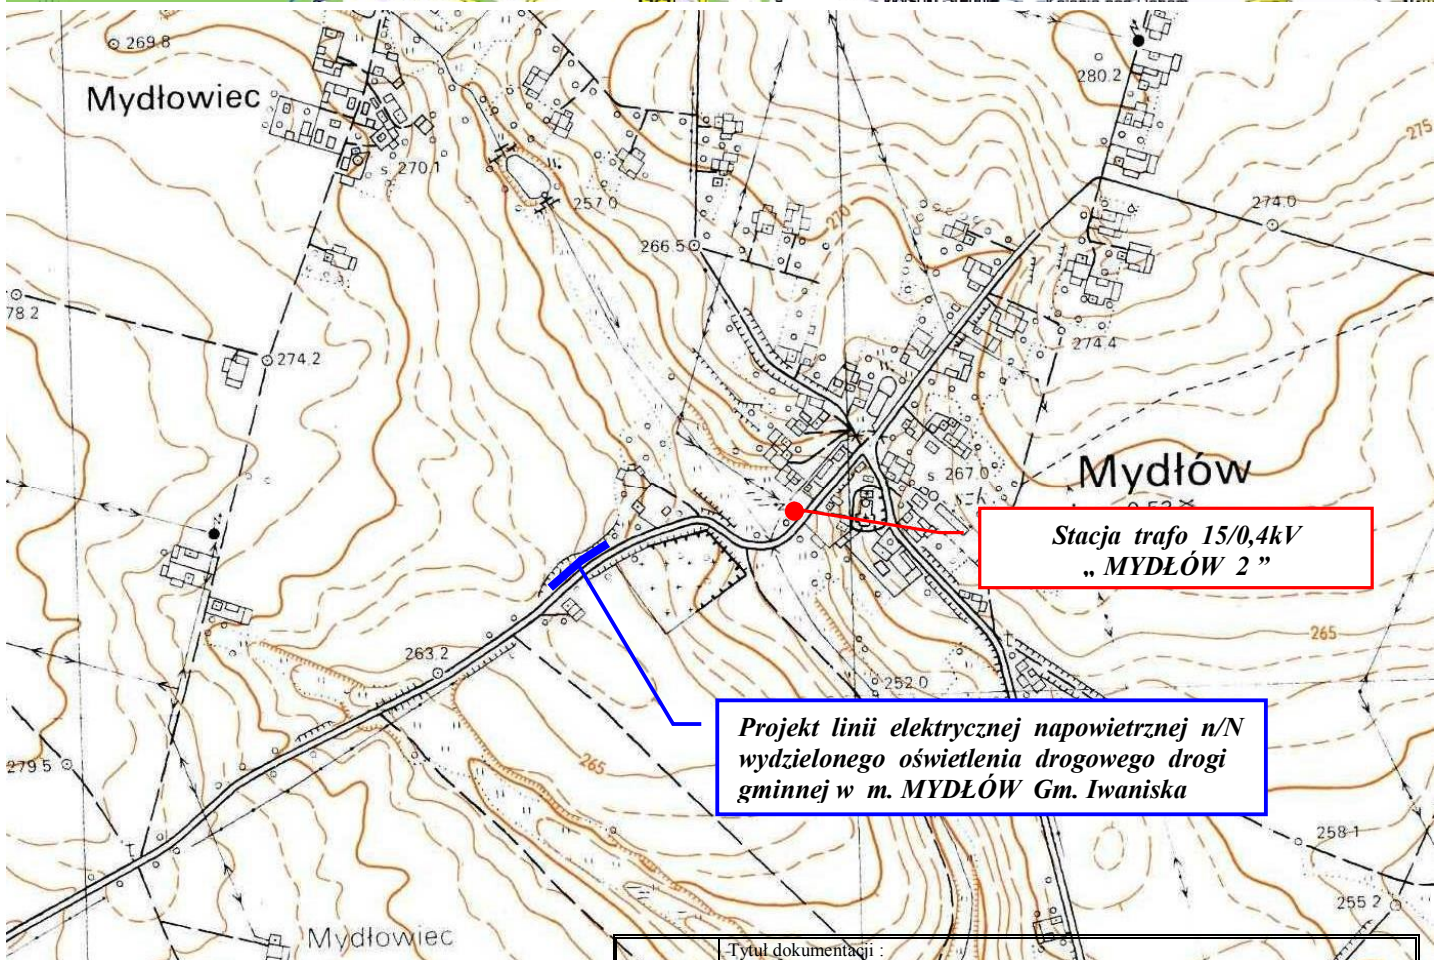 269.8
Mydłowiec
280.2
275
s 270.1
257.0
274.0
270
266.5
78.2
274.2
274.4
s 267.0
Mydłów
Stacja trafo 15/0,4kV
„ MYDŁÓW 2 ”
265
263.2
252.0
Projekt linii elektrycznej napowietrznej n/N
wydzielonego oświetlenia drogowego drogi
gminnej w m. MYDŁÓW Gm. Iwaniska
279.5
265
258.1
255.2
Mydłowiec
Tytuł dokumentacji :